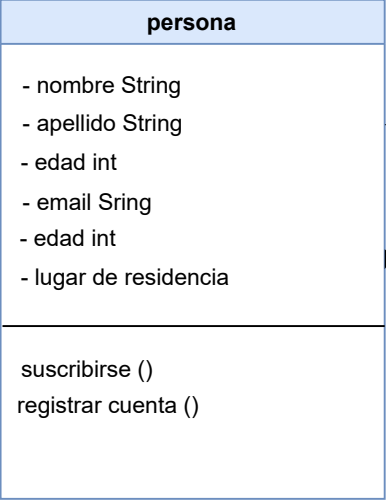 persona
- nombre String
- apellido String
- edad int
- email Sring
- edad int
- lugar de residencia
suscribirse ()
registrar cuenta ()